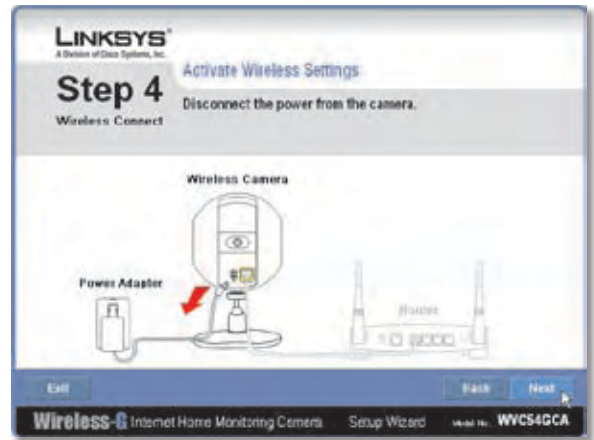 LINKSYS®
A Division of Cisco Systems, Inc.
Step 4
Wireless Connect
Activate Wireless Settings
Disconnect the power from the camera.
Wireless Camera
Power Adapter
Router
Exit
Back
Next
Wireless-G Internet Home Monitoring Camera Setup Wizard Model No. WVC54GCA